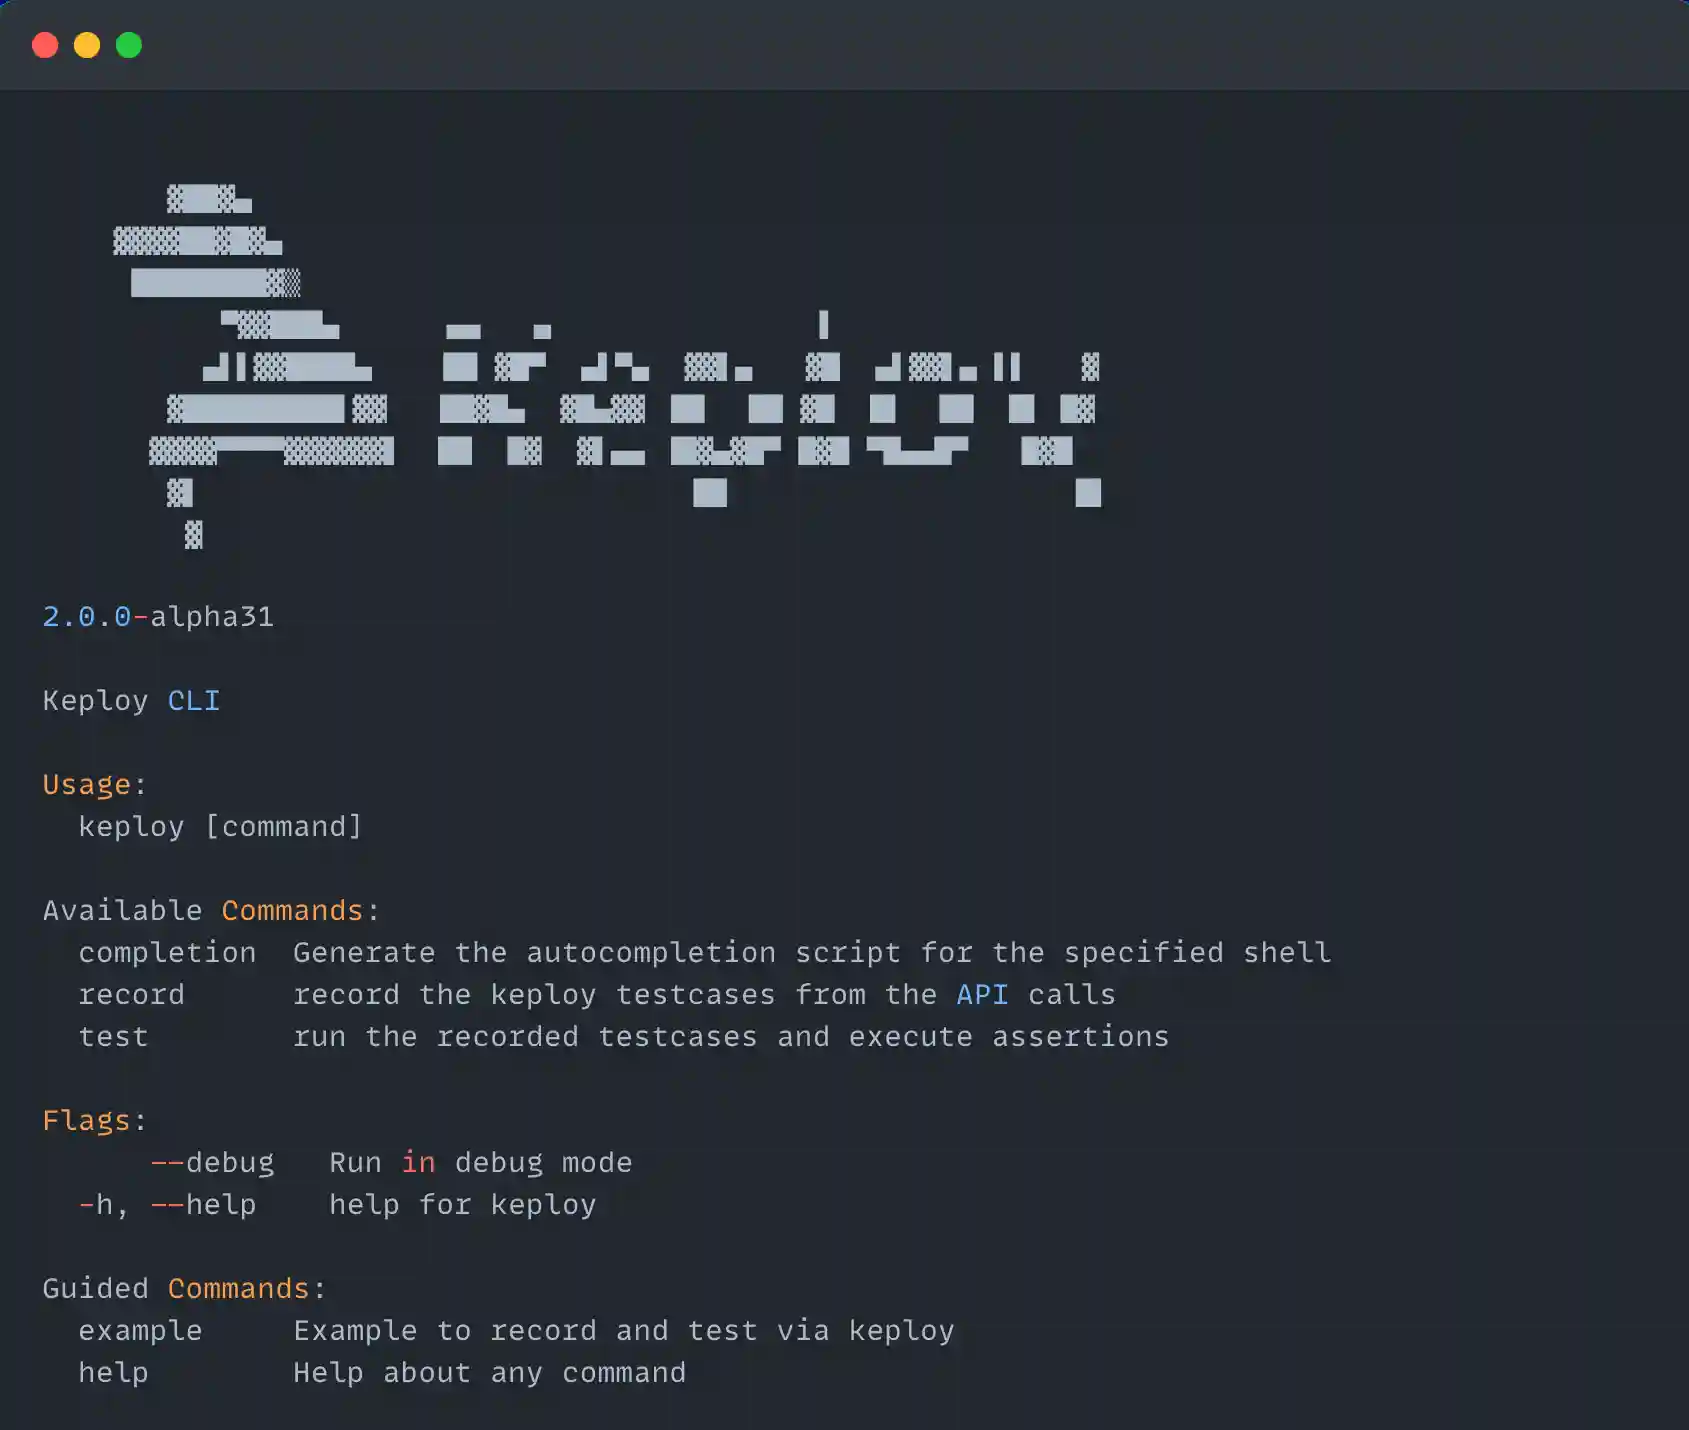 Keploy
2.0.0-alpha31
Keploy CLI
Usage:
keploy [command]
Available Commands:
completion  Generate the autocompletion script for the specified shell
record      record the keploy testcases from the API calls
test        run the recorded testcases and execute assertions
Flags:
--debug   Run in debug mode
-h, --help    help for keploy
Guided Commands:
example     Example to record and test via keploy
help        Help about any command